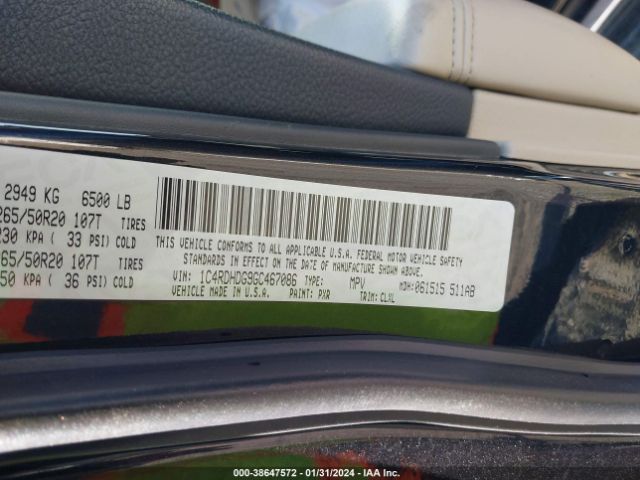 2949 KG 6500 LB
265/50R20 107T TIRES
230 KPA ( 33 PSI) COLD
265/50R20 107T TIRES
250 KPA ( 36 PSI) COLD
THIS VEHICLE CONFORMS TO ALL APPLICABLE U.S.A. FEDERAL MOTOR VEHICLE SAFETY
STANDARDS IN EFFECT ON THE DATE OF MANUFACTURE SHOWN ABOVE.
VIN: 1C4RDHDG9GC467086 TYPE: MPV MDH:061515 511AB
VEHICLE MADE IN U.S.A. PAINT: PXR TRIM: CLXL
000-38647572 — 01/31/2024 — IAA Inc.